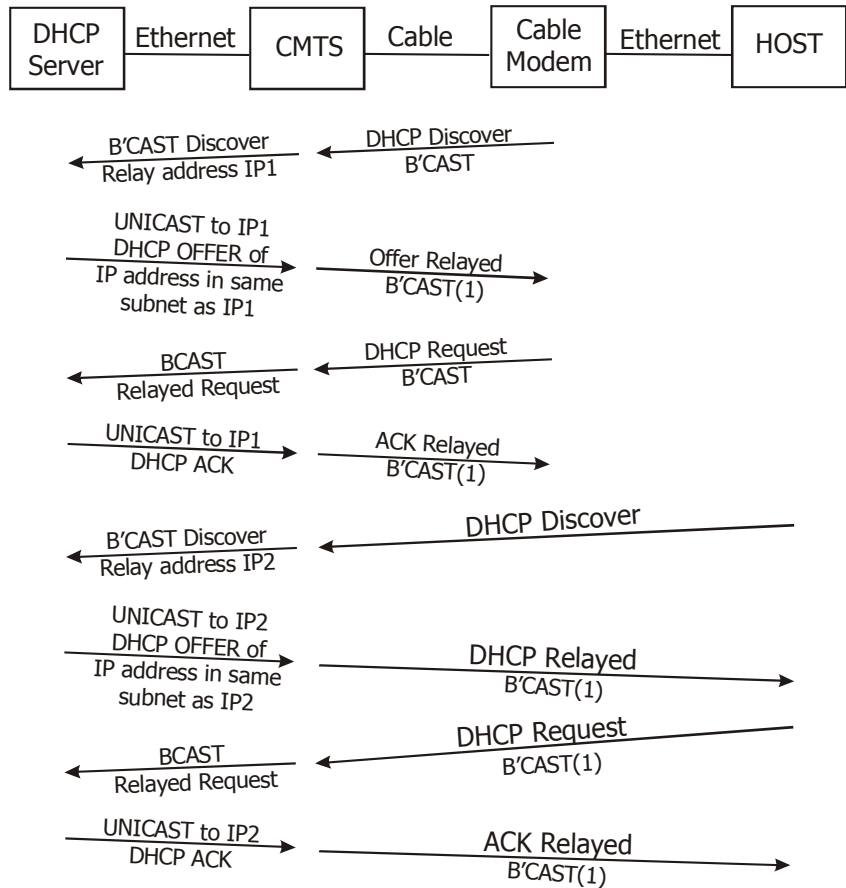 DHCP
Server
Ethernet
CMTS
Cable
Cable
Modem
Ethernet
HOST
B'CAST Discover
Relay address IP1
DHCP Discover
B'CAST
UNICAST to IP1
DHCP OFFER of
IP address in same
subnet as IP1
Offer Relayed
B'CAST(1)
BCAST
Relayed Request
DHCP Request
B'CAST
UNICAST to IP1
DHCP ACK
ACK Relayed
B'CAST(1)
B'CAST Discover
Relay address IP2
DHCP Discover
UNICAST to IP2
DHCP OFFER of
IP address in same
subnet as IP2
DHCP Relayed
B'CAST(1)
BCAST
Relayed Request
DHCP Request
B'CAST(1)
UNICAST to IP2
DHCP ACK
ACK Relayed
B'CAST(1)